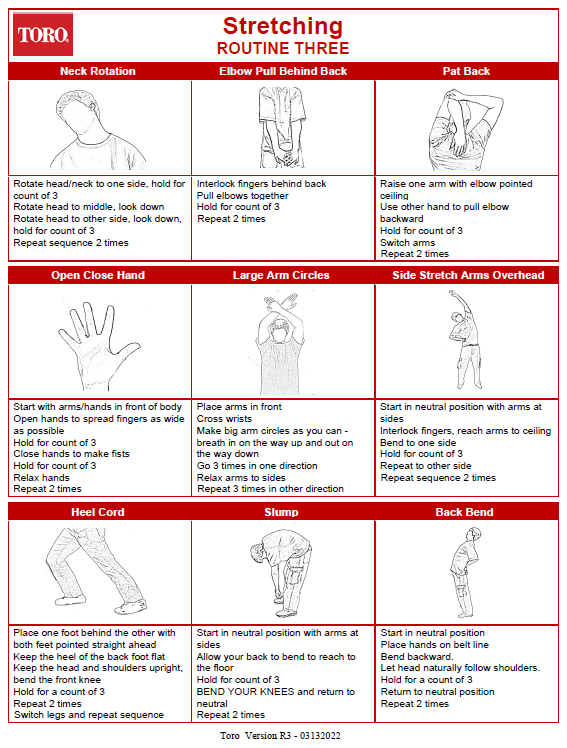 TORO.
Stretching
ROUTINE THREE
Neck Rotation
Elbow Pull Behind Back
Pat Back
Rotate head/neck to one side, hold for
count of 3
Rotate head to middle, look down
Rotate head to other side, look down,
hold for count of 3
Repeat sequence 2 times
Interlock fingers behind back
Pull elbows together
Hold for count of 3
Repeat 2 times
Raise one arm with elbow pointed
ceiling
Use other hand to pull elbow
backward
Hold for count of 3
Switch arms
Repeat 2 times
Open Close Hand
Large Arm Circles
Side Stretch Arms Overhead
Start with arms/hands in front of body
Open hands to spread fingers as wide
as possible
Hold for count of 3
Close hands to make fists
Hold for count of 3
Relax hands
Repeat 2 times
Place arms in front
Cross wrists
Make big arm circles as you can -
breath in on the way up and out on
the way down
Go 3 times in one direction
Relax arms to sides
Repeat 3 times in other direction
Start in neutral position with arms at
sides
Interlock fingers, reach arms to ceiling
Bend to one side
Hold for count of 3
Repeat to other side
Repeat sequence 2 times
Heel Cord
Slump
Back Bend
Place one foot behind the other with
both feet pointed straight ahead
Keep the heel of the back foot flat
Keep the head and shoulders upright,
bend the front knee
Hold for a count of 3
Repeat 2 times
Switch legs and repeat sequence
Start in neutral position with arms at
sides
Allow your back to bend to reach to
the floor
Hold for count of 3
BEND YOUR KNEES and return to
neutral
Repeat 2 times
Start in neutral position
Place hands on belt line
Bend backward.
Let head naturally follow shoulders.
Hold for a count of 3
Return to neutral position
Repeat 2 times
Toro Version R3 - 03132022